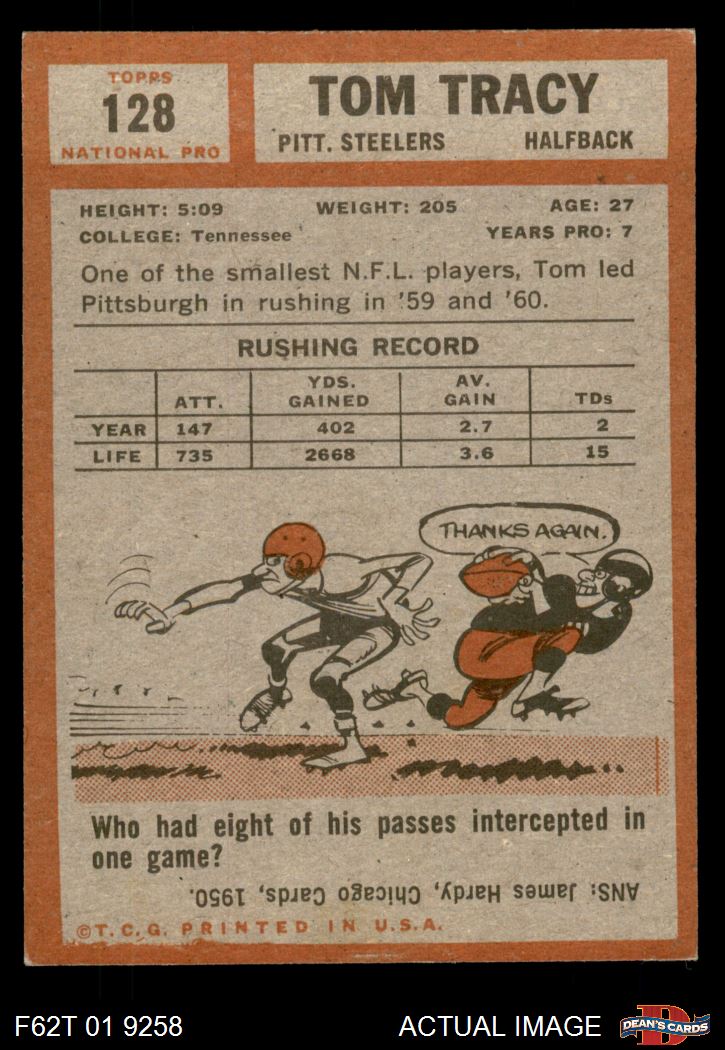 TOPPS
128
NATIONAL PRO
TOM TRACY
PITT. STEELERS HALFBACK
HEIGHT: 5:09 WEIGHT: 205 AGE: 27
COLLEGE: Tennessee YEARS PRO: 7
One of the smallest N.F.L. players, Tom led
Pittsburgh in rushing in '59 and '60.
RUSHING RECORD
ATT. YDS. GAINED AV. GAIN TDs
YEAR 147 402 2.7 2
LIFE 735 2668 3.6 15
THANKS AGAIN.
Who had eight of his passes intercepted in
one game?
ANS: James Hardy, Chicago Cards, 1950.
©T.C.G. PRINTED IN U.S.A.
F62T 01 9258 ACTUAL IMAGE
D
DEAN'S CARDS